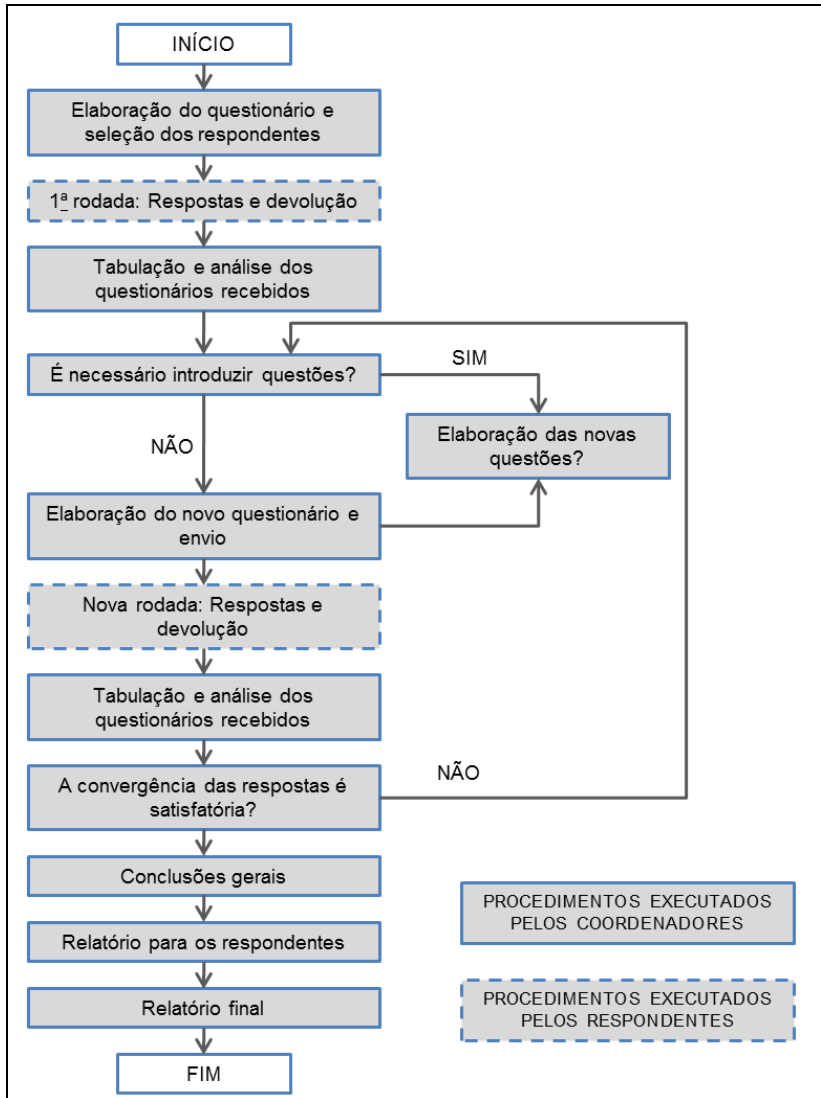 INÍCIO
Elaboração do questionário e
seleção dos respondentes
1ª rodada: Respostas e devolução
Tabulação e análise dos
questionários recebidos
É necessário introduzir questões?
SIM
NÃO
Elaboração das novas
questões?
Elaboração do novo questionário e
envio
Nova rodada: Respostas e
devolução
Tabulação e análise dos
questionários recebidos
A convergência das respostas é
satisfatória?
NÃO
Conclusões gerais
Relatório para os respondentes
Relatório final
FIM
PROCEDIMENTOS EXECUTADOS
PELOS COORDENADORES
PROCEDIMENTOS EXECUTADOS
PELOS RESPONDENTES